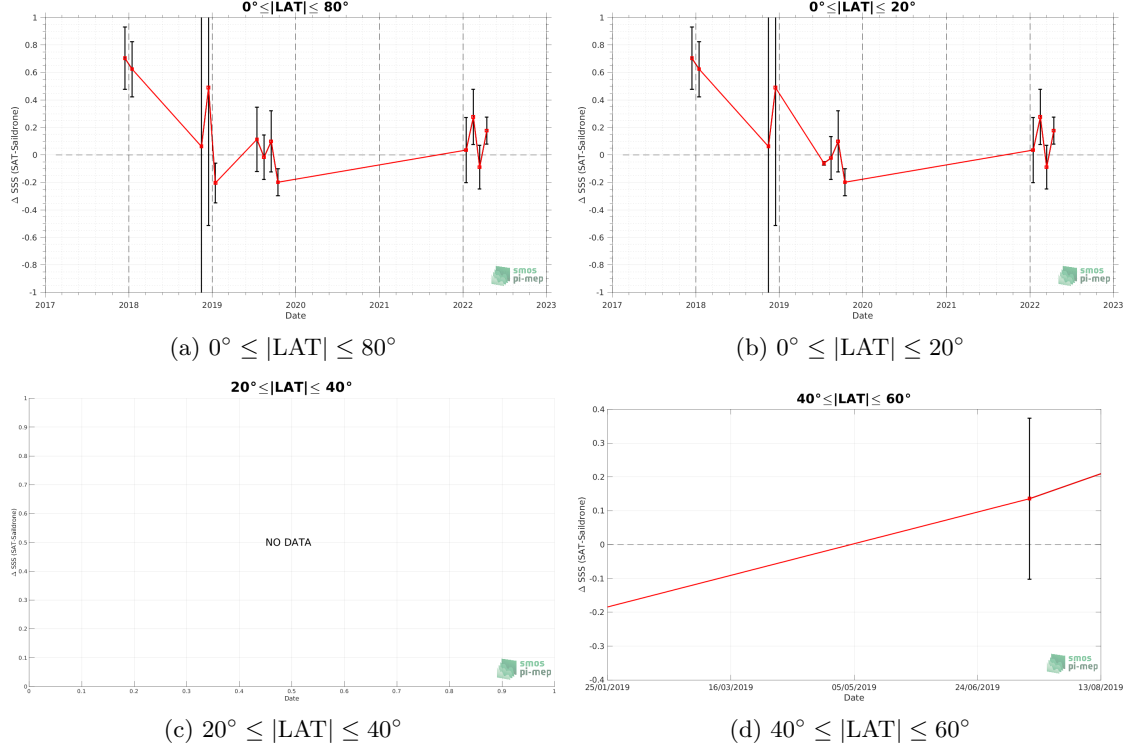 0°≤|LAT|≤ 80°
1
0.8
0.6
0.4
0.2
0
-0.2
-0.4
-0.6
-0.8
-1
Δ SSS (SAT-Saildrone)
2017 2018 2019 2020 2021 2022 2023
Date
smos
pi-mep
(a) 0° ≤ |LAT| ≤ 80°
0°≤|LAT|≤ 20°
1
0.8
0.6
0.4
0.2
0
-0.2
-0.4
-0.6
-0.8
-1
Δ SSS (SAT-Saildrone)
2017 2018 2019 2020 2021 2022 2023
Date
smos
pi-mep
(b) 0° ≤ |LAT| ≤ 20°
20°≤|LAT|≤ 40°
1
0.9
0.8
0.7
0.6
0.5
0.4
0.3
0.2
0.1
0
Δ SSS (SAT-Saildrone)
NO DATA
0 0.1 0.2 0.3 0.4 0.5 0.6 0.7 0.8 0.9 1
Date
smos
pi-mep
(c) 20° ≤ |LAT| ≤ 40°
40°≤|LAT|≤ 60°
0.4
0.3
0.2
0.1
0
-0.1
-0.2
-0.3
-0.4
Δ SSS (SAT-Saildrone)
25/01/2019 16/03/2019 05/05/2019 24/06/2019 13/08/2019
Date
smos
pi-mep
(d) 40° ≤ |LAT| ≤ 60°